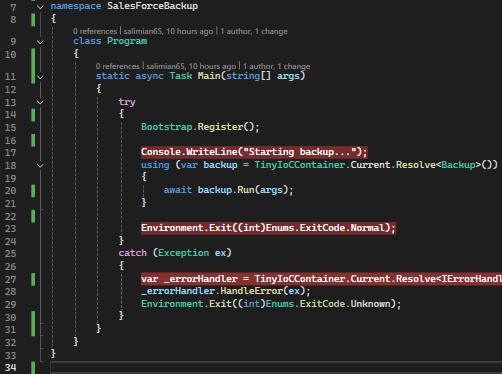 7 namespace SalesForceBackup
8 {
0 references | salimian65, 10 hours ago | 1 author, 1 change
9 class Program
10 {
0 references | salimian65, 10 hours ago | 1 author, 1 change
11 static async Task Main(string[] args)
12 {
13 try
14 {
15 Bootstrap.Register();
16
17 Console.WriteLine("Starting backup...");
18 using (var backup = TinyIoCContainer.Current.Resolve<Backup>())
19 {
20 await backup.Run(args);
21 }
22
23 Environment.Exit((int)Enums.ExitCode.Normal);
24 }
25 catch (Exception ex)
26 {
27 var _errorHandler = TinyIoCContainer.Current.Resolve<IErrorHandl
28 _errorHandler.HandleError(ex);
29 Environment.Exit((int)Enums.ExitCode.Unknown);
30 }
31 }
32 }
33 }
34